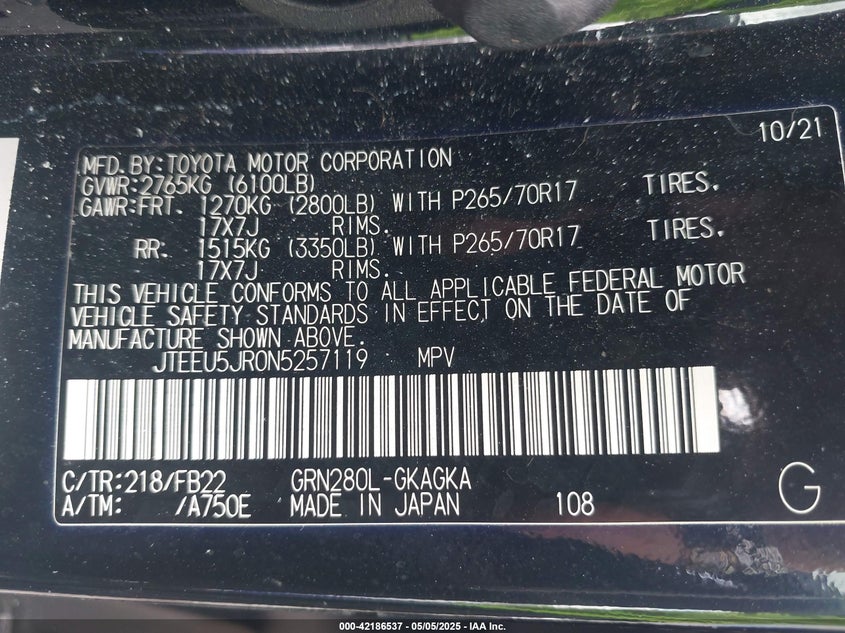 10/21
MFD. BY: TOYOTA MOTOR CORPORATION
GVWR: 2765KG (6100LB)
GAWR: FRT. 1270KG (2800LB) WITH P265/70R17 TIRES.
17X7J RIMS.
RR. 1515KG (3350LB) WITH P265/70R17 TIRES.
17X7J RIMS.
THIS VEHICLE CONFORMS TO ALL APPLICABLE FEDERAL MOTOR
VEHICLE SAFETY STANDARDS IN EFFECT ON THE DATE OF
MANUFACTURE SHOWN ABOVE.
JTEEU5JR0N5257119 MPV
C/TR: 218/FB22 GRN280L-GKAGKA
A/TM: /A750E MADE IN JAPAN 108 G
000-42186537 - 05/05/2025 - IAA Inc.